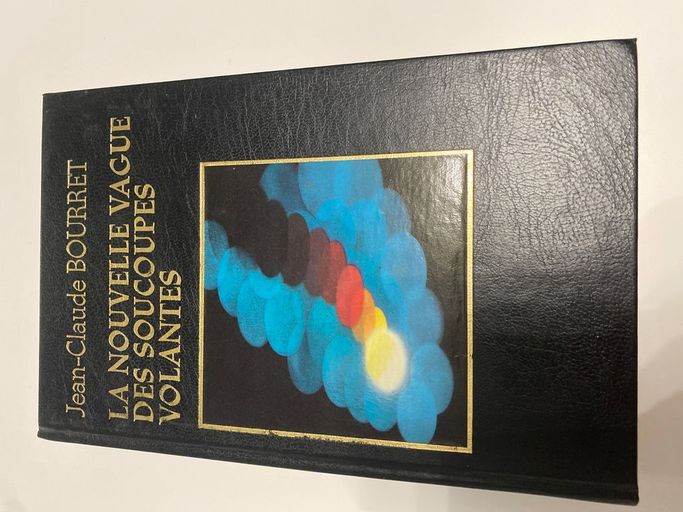 Jean-Claude BOURRET
LA NOUVELLE VAGUE
DES SOUCOUPES
VOLANTES